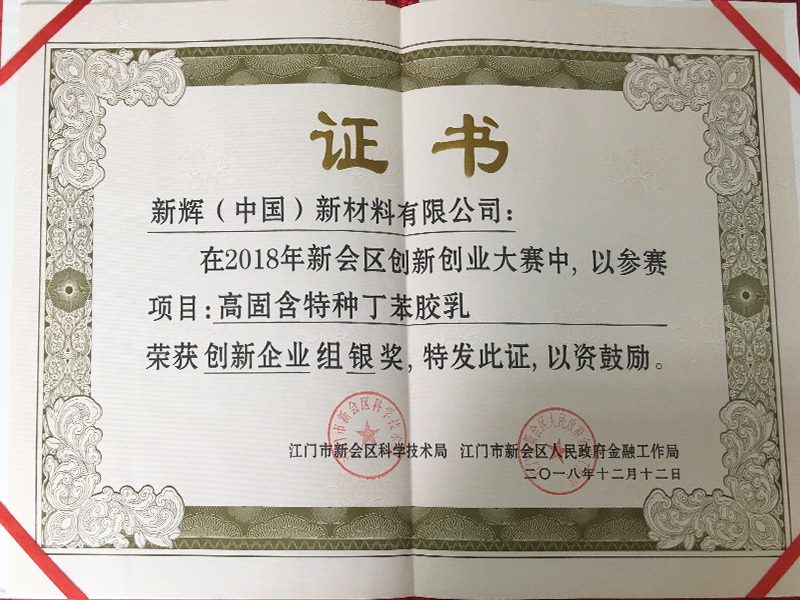 证书
新辉（中国）新材料有限公司：
在2018年新会区创新创业大赛中，以参赛
项目：高固含特种丁苯胶乳
荣获创新企业组银奖，特发此证，以资鼓励。
江门市新会区科学技术局 江门市新会区人民政府金融工作局
二〇一八年十二月十二日